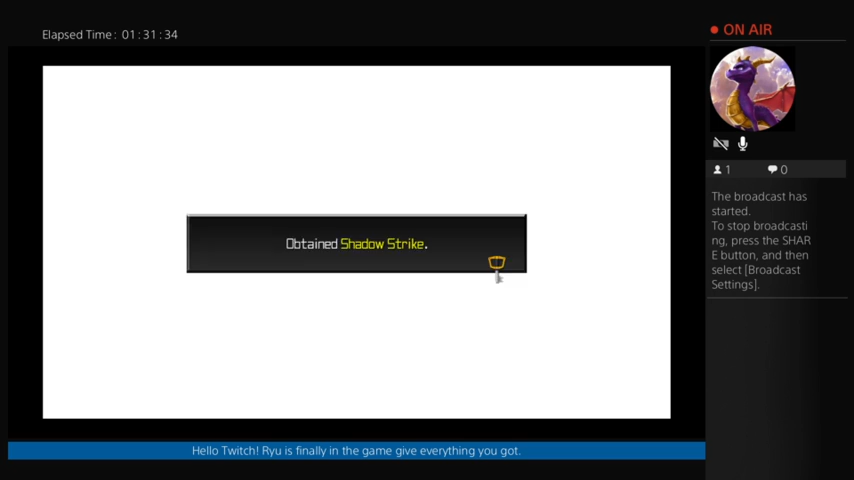 Elapsed Time: 01:31:34
ON AIR
1 0
The broadcast has
started.
To stop broadcasti
ng, press the SHAR
E button, and then
select [Broadcast
Settings].
Obtained Shadow Strike.
Hello Twitch! Ryu is finally in the game give everything you got.